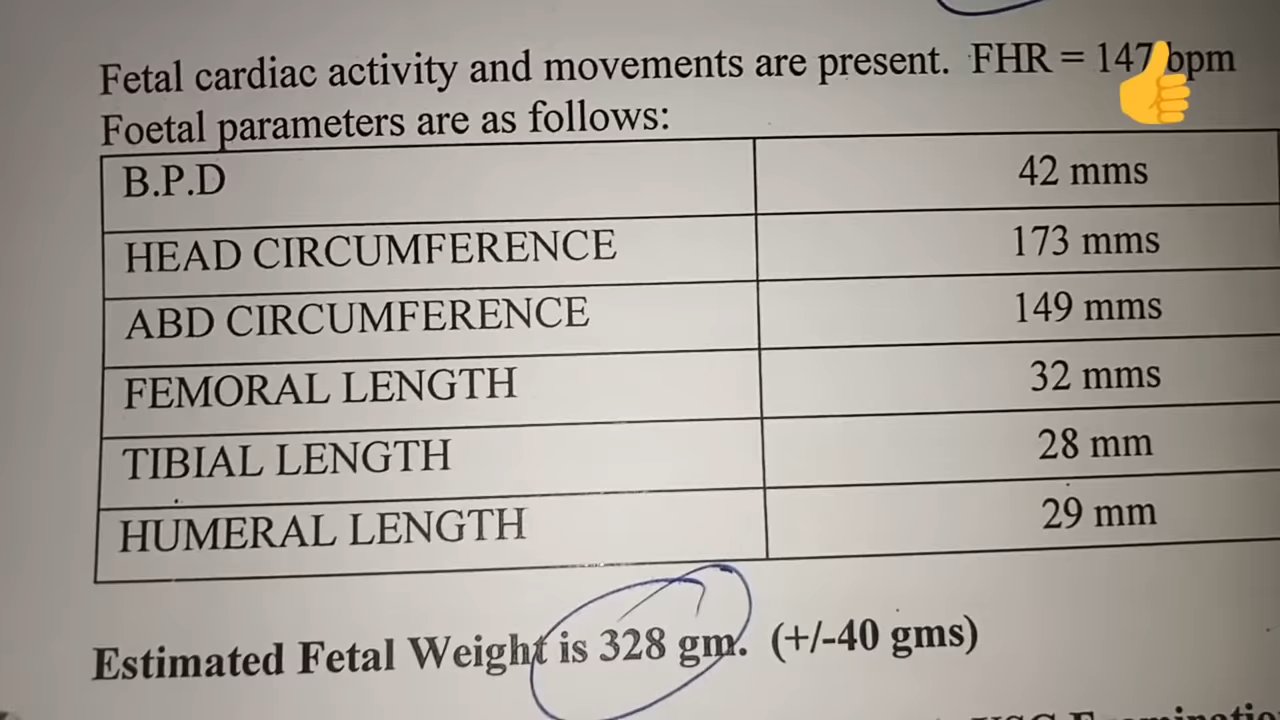 Fetal cardiac activity and movements are present. FHR = 147 bpm
Foetal parameters are as follows:
B.P.D 42 mms
HEAD CIRCUMFERENCE 173 mms
ABD CIRCUMFERENCE 149 mms
FEMORAL LENGTH 32 mms
TIBIAL LENGTH 28 mm
HUMERAL LENGTH 29 mm
Estimated Fetal Weight is 328 gm. (+/-40 gms)